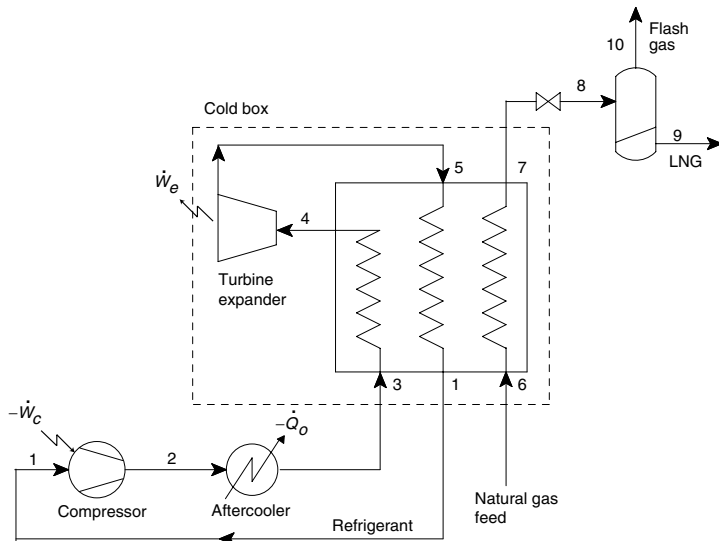 10
Flash
gas
8
9
LNG
Cold box
5
7
Ẇe
4
Turbine
expander
3
1
6
−Ẇc
−Q̇o
1
2
Compressor
Aftercooler
Natural gas
feed
Refrigerant